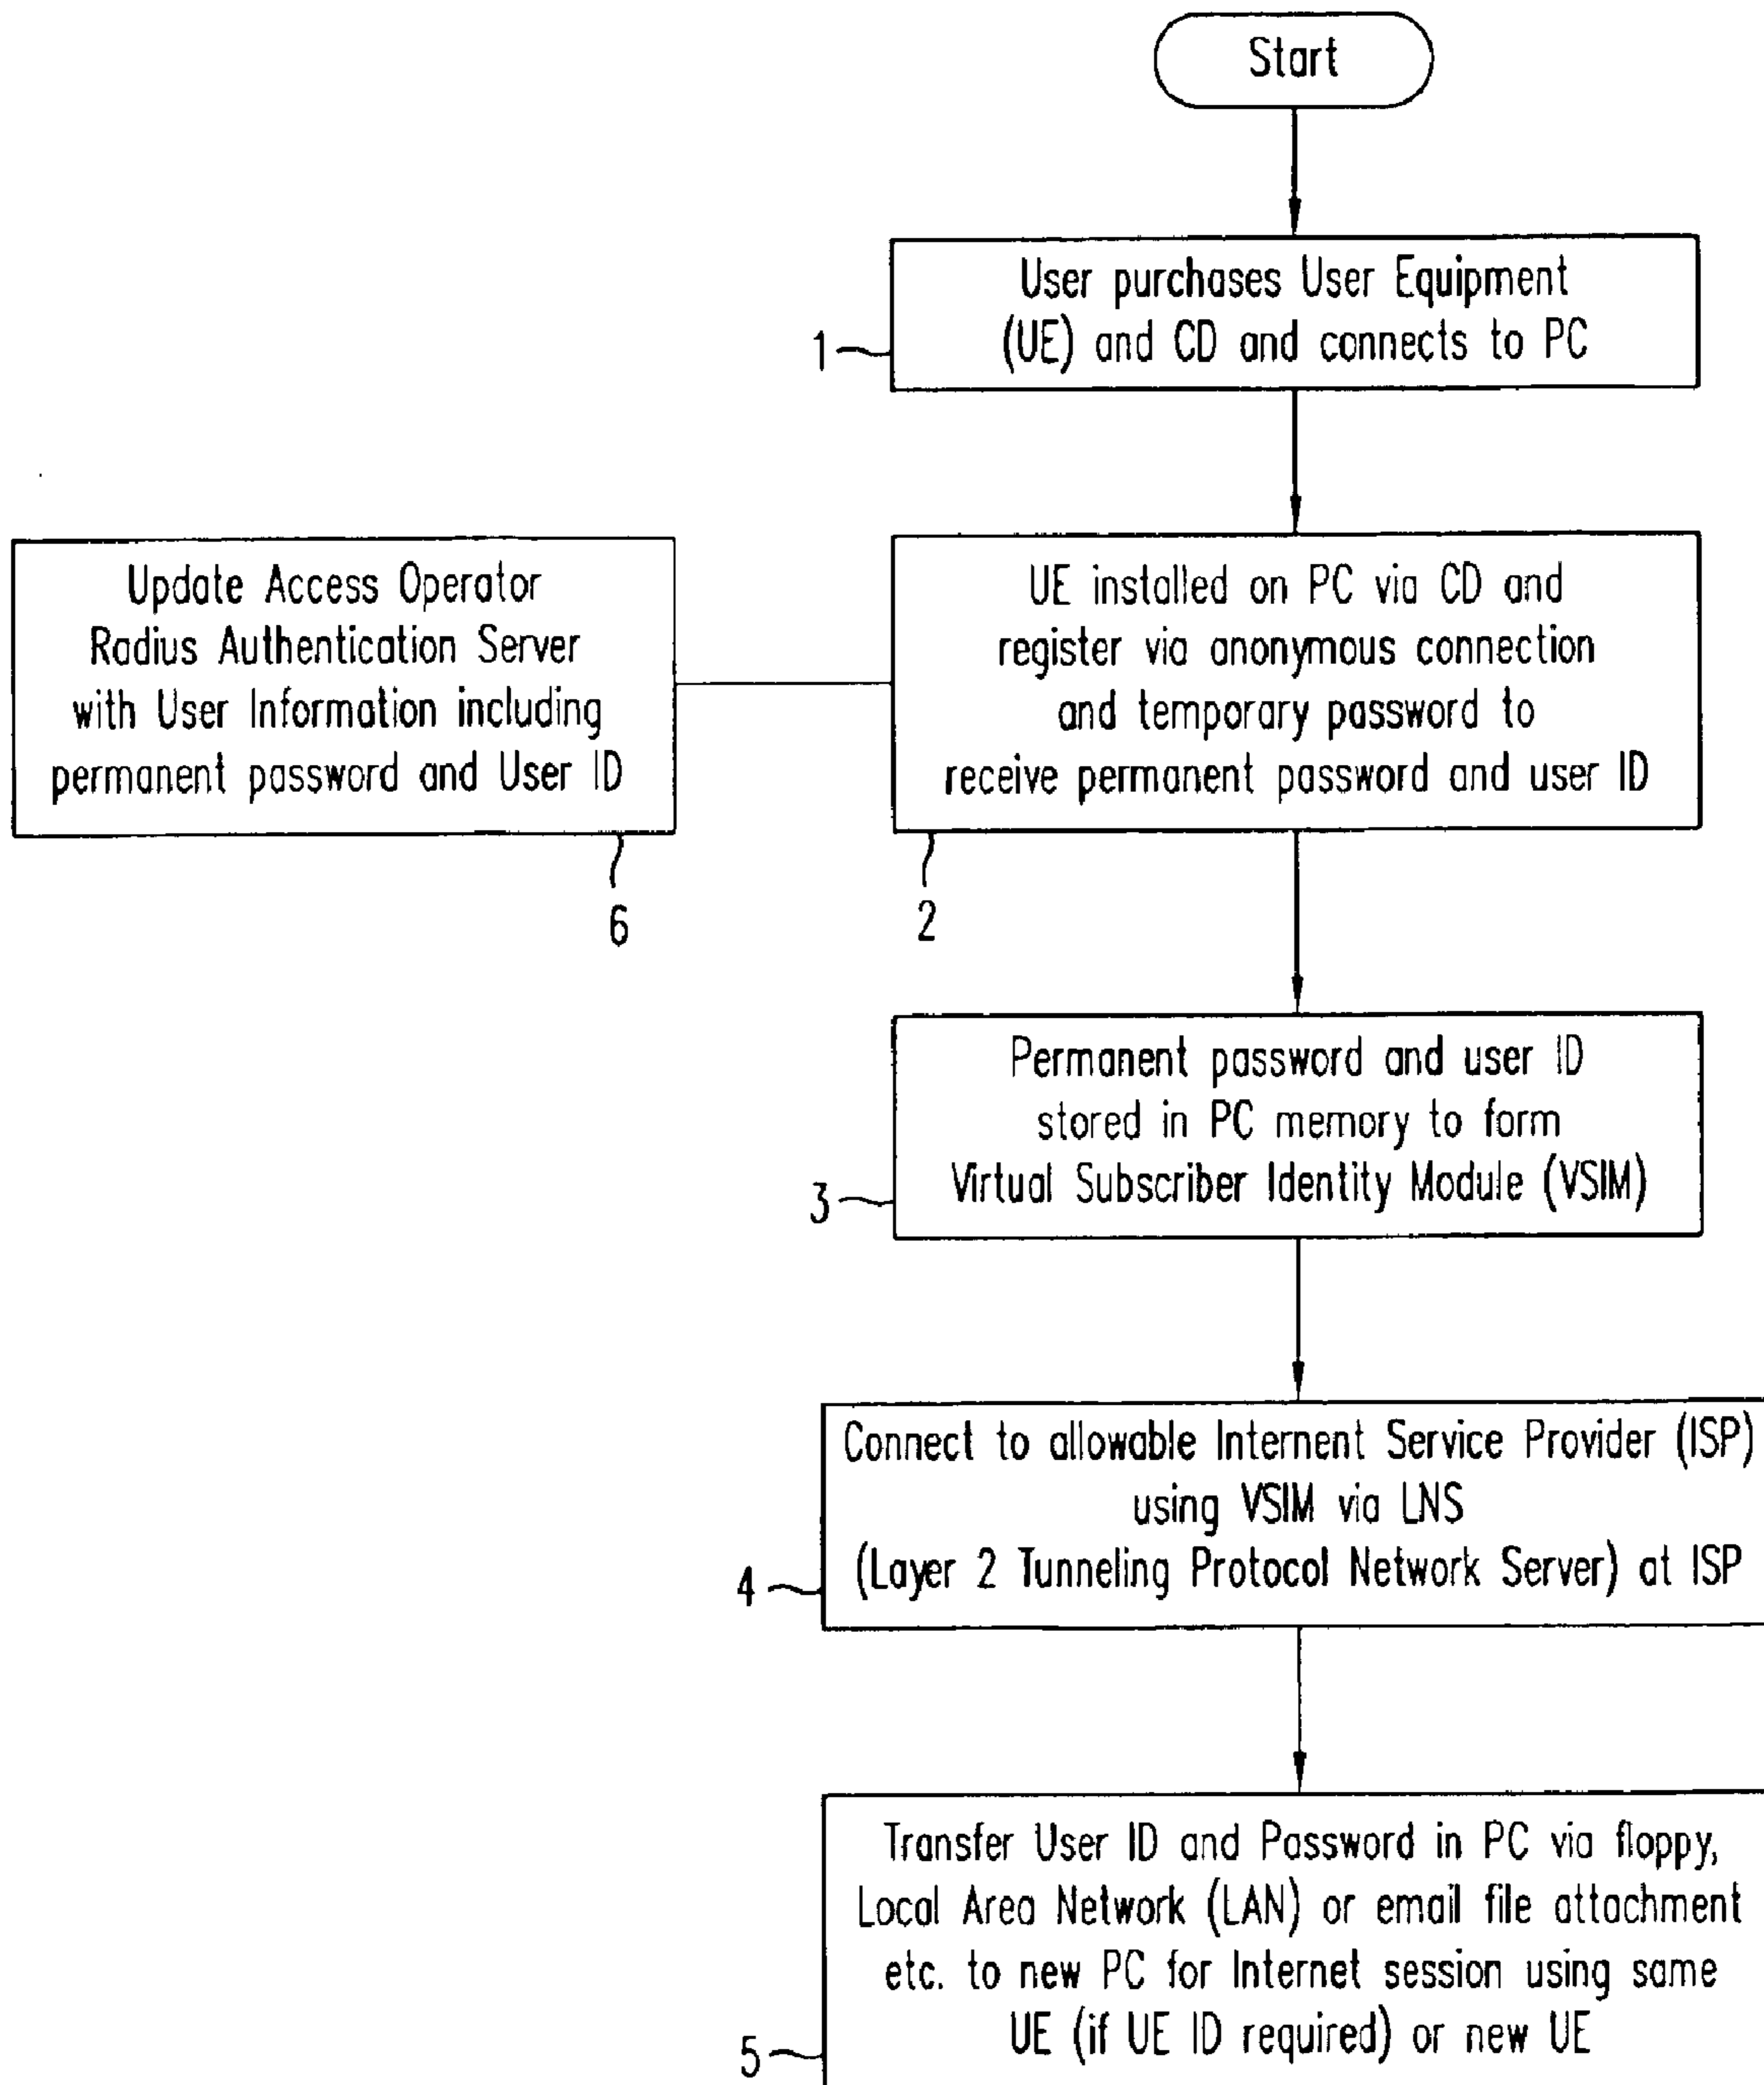 Start
User purchases User Equipment
(UE) and CD and connects to PC
1
Update Access Operator
Radius Authentication Server
with User Information including
permanent password and User ID
6
UE installed on PC via CD and
register via anonymous connection
and temporary password to
receive permanent password and user ID
2
Permanent password and user ID
stored in PC memory to form
Virtual Subscriber Identity Module (VSIM)
3
Connect to allowable Internent Service Provider (ISP)
using VSIM via LNS
(Layer 2 Tunneling Protocol Network Server) at ISP
4
Transfer User ID and Password in PC via floppy,
Local Area Network (LAN) or email file attachment
etc. to new PC for Internet session using same
UE (if UE ID required) or new UE
5